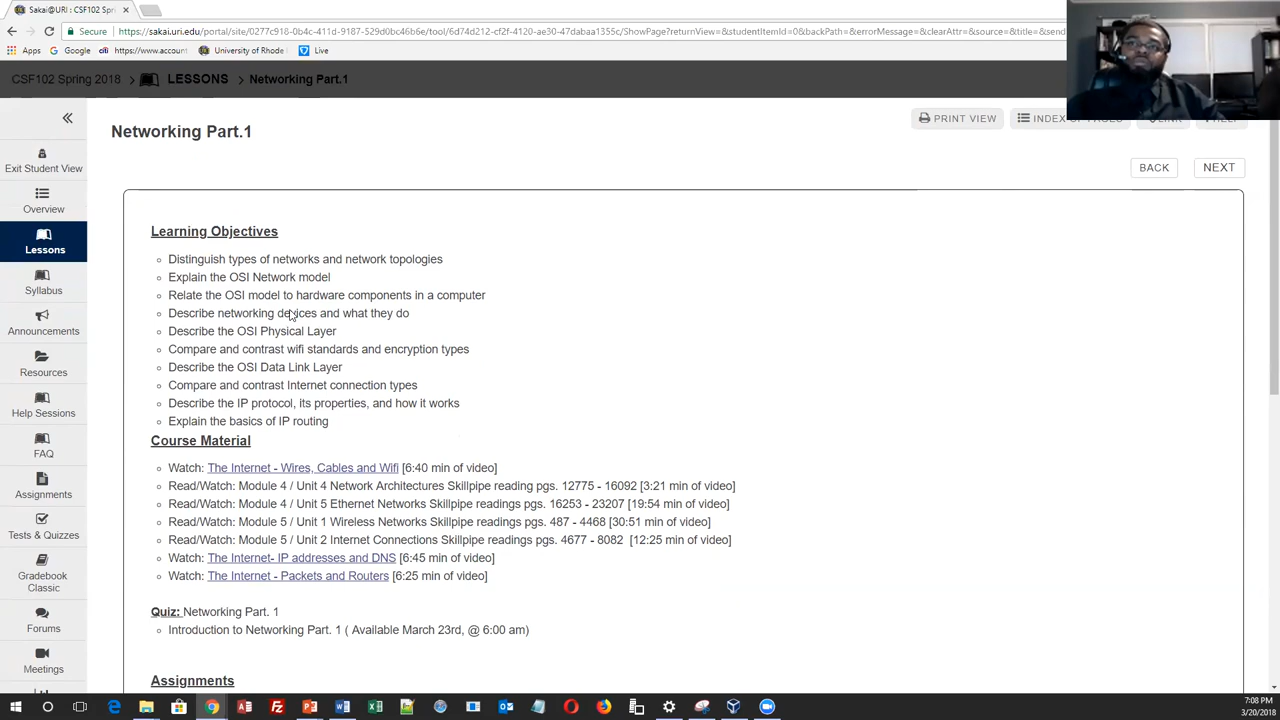 Sakai@URI : CSF102 Spri
Secure
https://sakai.uri.edu/portal/site/0277c918-0b4c-411d-9187-529d0bc46b6e/tool/6d74d212-cf2f-4120-ae30-47dabaa1355c/ShowPage?returnView=&studentItemId=0&backPath=&errorMessage=&clearAttr=&source=&title=&send
Apps
Google
https://www.account
University of Rhode I
Live
CSF102 Spring 2018
LESSONS
Networking Part.1
Networking Part.1
PRINT VIEW
INDEX OF PAGES
BACK
NEXT
Exit Student View
Overview
Lessons
Syllabus
Announcements
Resources
Help Sessions
FAQ
Assignments
Tests & Quizzes
Gradebook
Classic
Forums
Meetings
Learning Objectives
Distinguish types of networks and network topologies
Explain the OSI Network model
Relate the OSI model to hardware components in a computer
Describe networking devices and what they do
Describe the OSI Physical Layer
Compare and contrast wifi standards and encryption types
Describe the OSI Data Link Layer
Compare and contrast Internet connection types
Describe the IP protocol, its properties, and how it works
Explain the basics of IP routing
Course Material
Watch: The Internet - Wires, Cables and Wifi [6:40 min of video]
Read/Watch: Module 4 / Unit 4 Network Architectures Skillpipe reading pgs. 12775 - 16092 [3:21 min of video]
Read/Watch: Module 4 / Unit 5 Ethernet Networks Skillpipe readings pgs. 16253 - 23207 [19:54 min of video]
Read/Watch: Module 5 / Unit 1 Wireless Networks Skillpipe readings pgs. 487 - 4468 [30:51 min of video]
Read/Watch: Module 5 / Unit 2 Internet Connections Skillpipe readings pgs. 4677 - 8082 [12:25 min of video]
Watch: The Internet- IP addresses and DNS [6:45 min of video]
Watch: The Internet - Packets and Routers [6:25 min of video]
Quiz: Networking Part. 1
Introduction to Networking Part. 1 ( Available March 23rd, @ 6:00 am)
Assignments
7:08 PM
3/20/2018